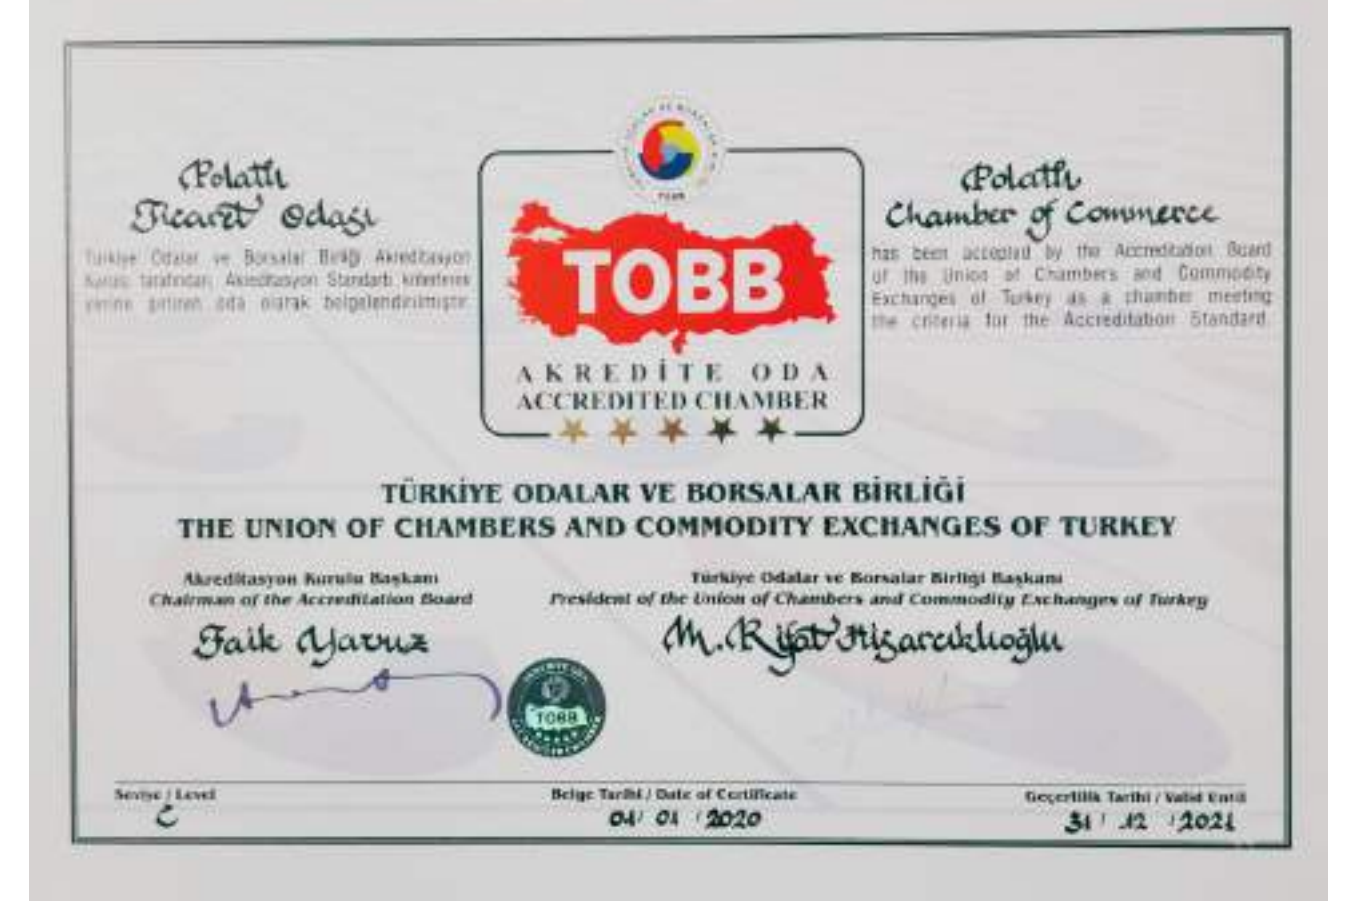 Polatlı
Ticaret Odası
Türkiye Odalar ve Borsalar Birliği Akreditasyon
Kurulu tarafından, Akreditasyon Standartı kriterlerini
yerine getiren oda olarak belgelendirilmiştir.
TOBB
TOBB
AKREDİTE ODA
ACCREDITED CHAMBER
Polatlı
Chamber of Commerce
has been accepted by the Accreditation Board
of the Union of Chambers and Commodity
Exchanges of Turkey as a chamber meeting
the criteria for the Accreditation Standard.
TÜRKİYE ODALAR VE BORSALAR BİRLİĞİ
THE UNION OF CHAMBERS AND COMMODITY EXCHANGES OF TURKEY
Akreditasyon Kurulu Başkanı
Chairman of the Accreditation Board
Faik Yavuz
Türkiye Odalar ve Borsalar Birliği Başkanı
President of the Union of Chambers and Commodity Exchanges of Turkey
M. Rifat Hisarcıklıoğlu
TOBB
Seviye / Level
C
Belge Tarihi / Date of Certificate
01/ 01 / 2020
Geçerlilik Tarihi / Valid Until
31 / 12 / 2021